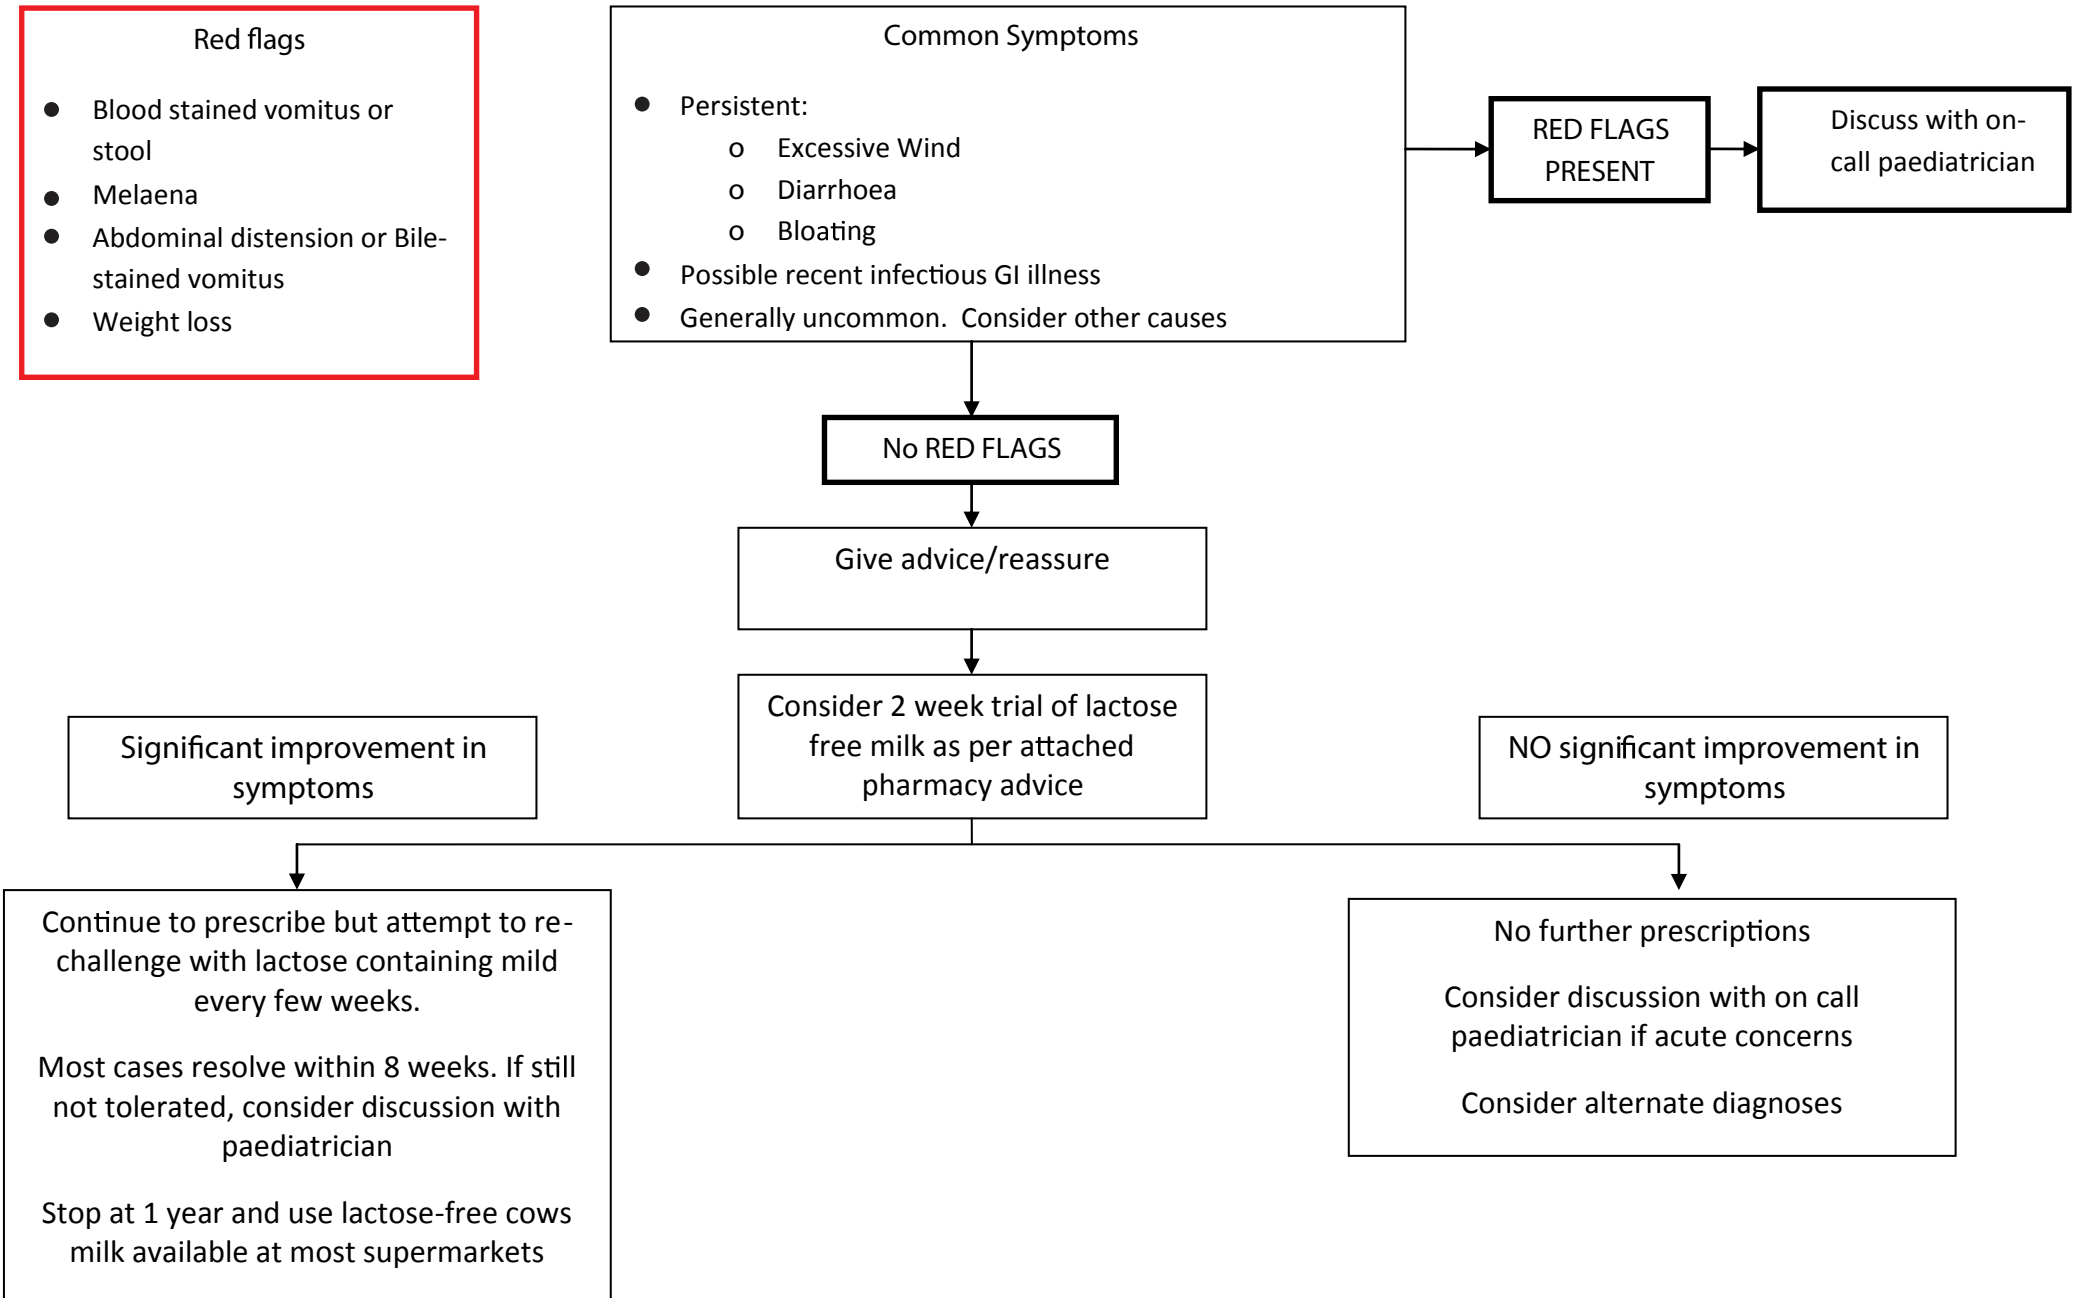 Red flags
● Blood stained vomitus or
stool
● Melaena
● Abdominal distension or Bile-
stained vomitus
● Weight loss
Common Symptoms
● Persistent:
o Excessive Wind
o Diarrhoea
o Bloating
● Possible recent infectious GI illness
● Generally uncommon. Consider other causes
RED FLAGS
PRESENT
Discuss with on-
call paediatrician
No RED FLAGS
Give advice/reassure
Consider 2 week trial of lactose
free milk as per attached
pharmacy advice
Significant improvement in
symptoms
NO significant improvement in
symptoms
Continue to prescribe but attempt to re-
challenge with lactose containing mild
every few weeks.
Most cases resolve within 8 weeks. If still
not tolerated, consider discussion with
paediatrician
Stop at 1 year and use lactose-free cows
milk available at most supermarkets
No further prescriptions
Consider discussion with on call
paediatrician if acute concerns
Consider alternate diagnoses